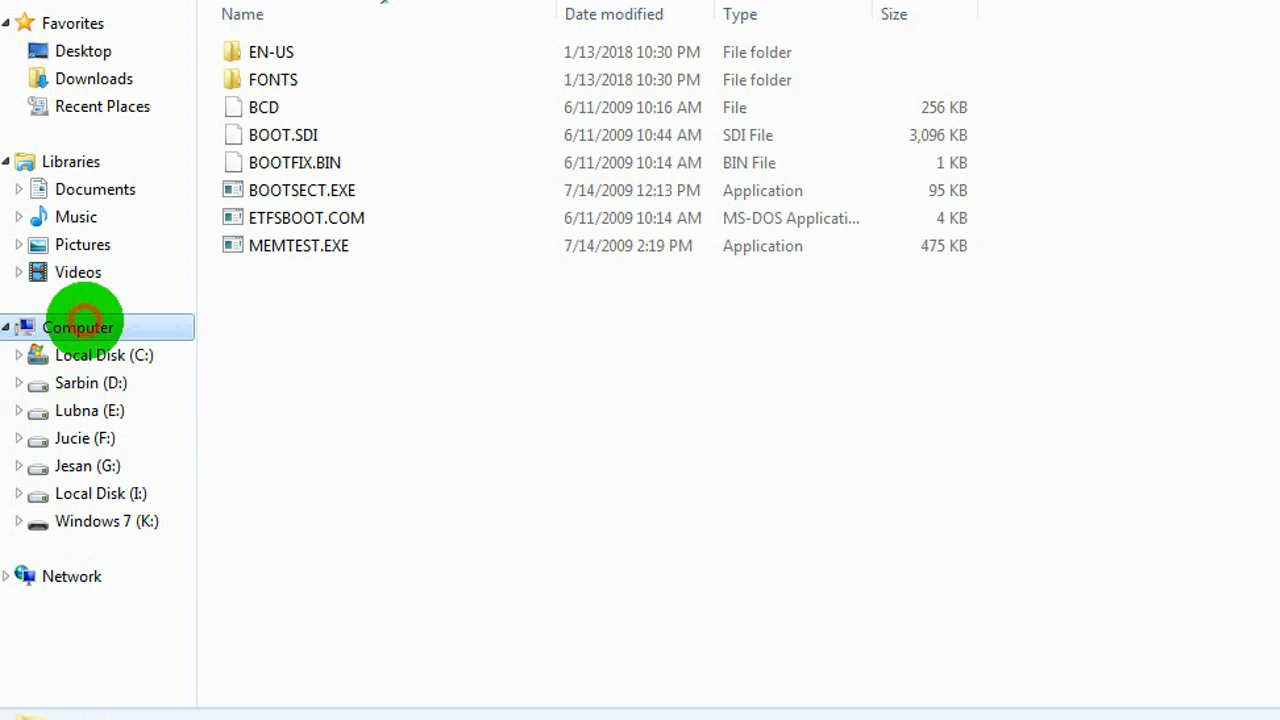 Favorites
Desktop
Downloads
Recent Places
Libraries
Documents
Music
Pictures
Videos
Computer
Local Disk (C:)
Sarbin (D:)
Lubna (E:)
Jucie (F:)
Jesan (G:)
Local Disk (I:)
Windows 7 (K:)
Network
Name Date modified Type Size
EN-US 1/13/2018 10:30 PM File folder
FONTS 1/13/2018 10:30 PM File folder
BCD 6/11/2009 10:16 AM File 256 KB
BOOT.SDI 6/11/2009 10:44 AM SDI File 3,096 KB
BOOTFIX.BIN 6/11/2009 10:14 AM BIN File 1 KB
BOOTSECT.EXE 7/14/2009 12:13 PM Application 95 KB
ETFSBOOT.COM 6/11/2009 10:14 AM MS-DOS Applicati... 4 KB
MEMTEST.EXE 7/14/2009 2:19 PM Application 475 KB